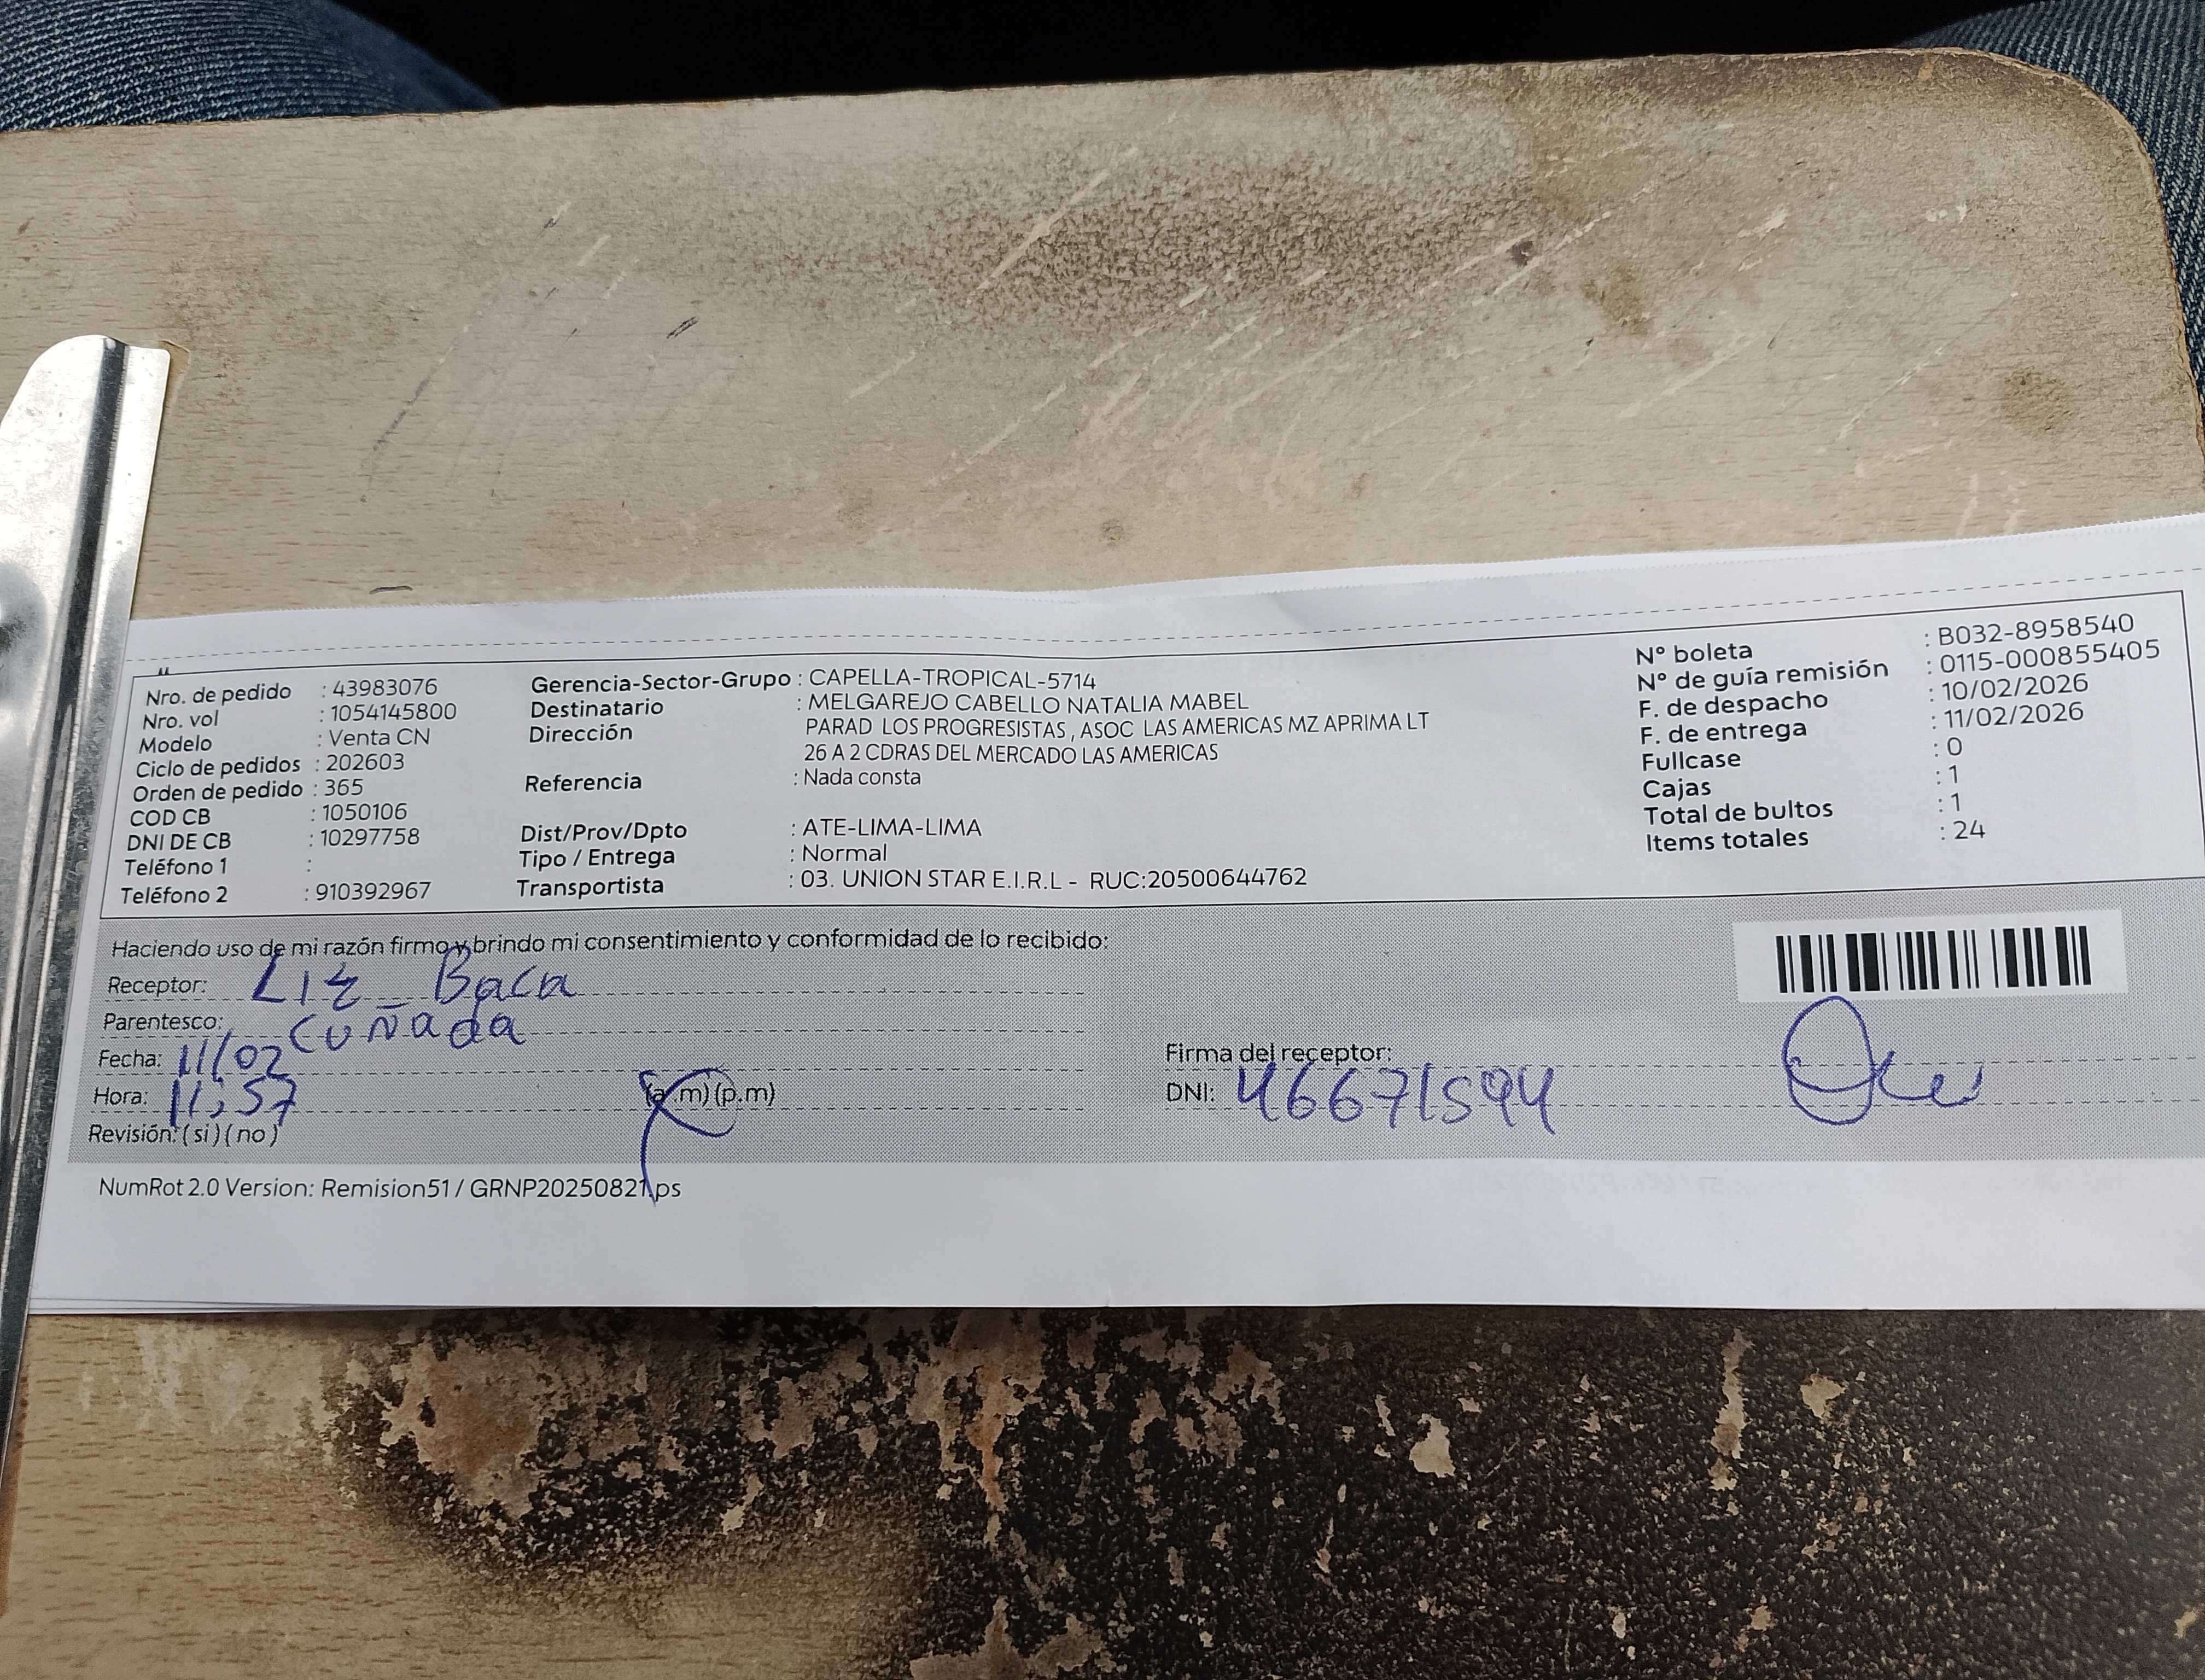 Nro. de pedido : 43983076
Nro. vol : 1054145800
Modelo : Venta CN
Ciclo de pedidos : 202603
Orden de pedido : 365
COD CB : 1050106
DNI DE CB : 10297758
Teléfono 1 :
Teléfono 2 : 910392967
Gerencia-Sector-Grupo : CAPELLA-TROPICAL-5714
Destinatario : MELGAREJO CABELLO NATALIA MABEL
Dirección PARAD LOS PROGRESISTAS, ASOC LAS AMERICAS MZ APRIMA LT
26 A 2 CDRAS DEL MERCADO LAS AMERICAS
Referencia : Nada consta
Dist/Prov/Dpto : ATE-LIMA-LIMA
Tipo / Entrega : Normal
Transportista : 03. UNION STAR E.I.R.L - RUC:20500644762
N° boleta : B032-8958540
N° de guía remisión : 0115-000855405
F. de despacho : 10/02/2026
F. de entrega : 11/02/2026
Fullcase : 0
Cajas : 1
Total de bultos : 1
Items totales : 24
Haciendo uso de mi razón firmo y brindo mi consentimiento y conformidad de lo recibido:
Receptor: Liz Baca
Parentesco: Cuñada
Fecha: 11/02
Hora: 11:57 (a.m)(p.m)
Revisión: (si)(no)
Firma del receptor:
DNI: 46671594
NumRot 2.0 Version: Remision51 / GRNP20250821.ps